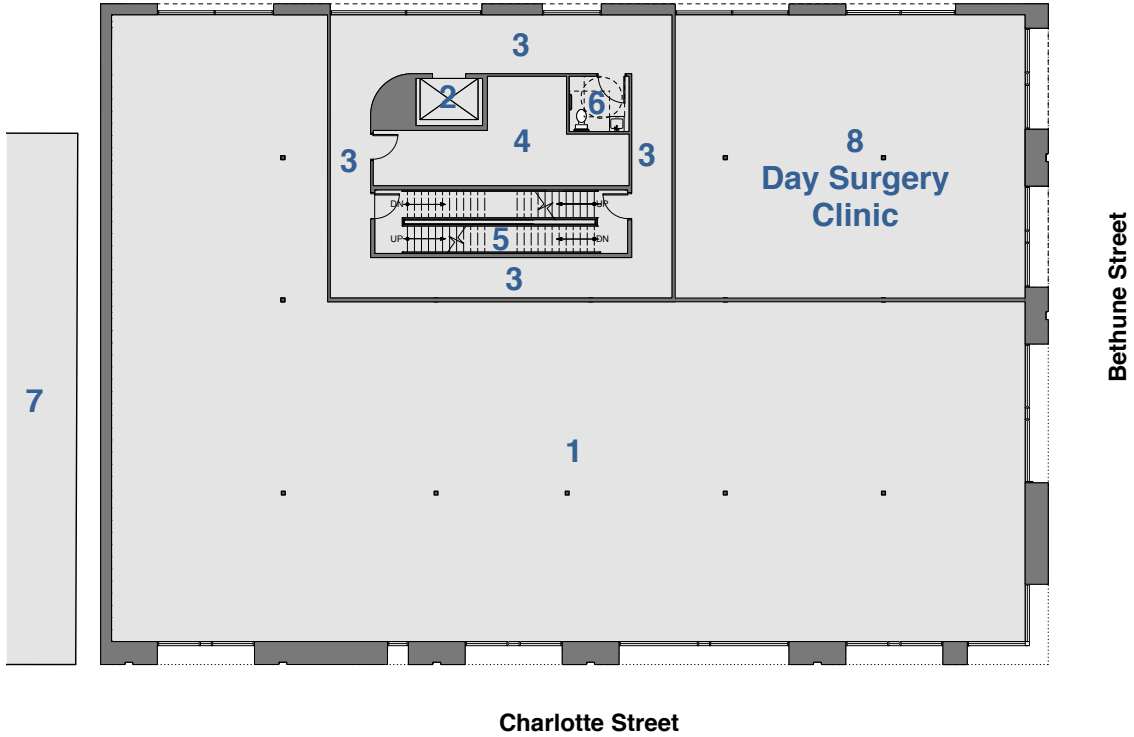 3
2
6
4
3
3
8
Day Surgery
Clinic
DN
UP
UP
5
DN
3
Bethune Street
7
1
Charlotte Street